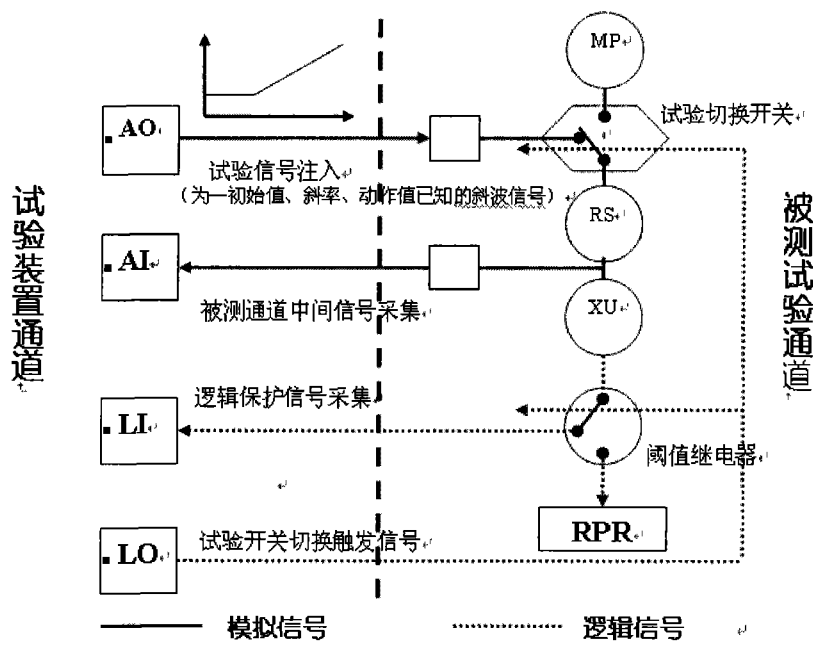 MP
试验切换开关
AO
试验信号注入
（为一初始值、斜率、动作值已知的斜波信号）
RS
AI
被测通道中间信号采集
XU
试验装置通道
被测试验通道
逻辑保护信号采集
LI
阈值继电器
RPR
试验开关切换触发信号
LO
模拟信号
逻辑信号